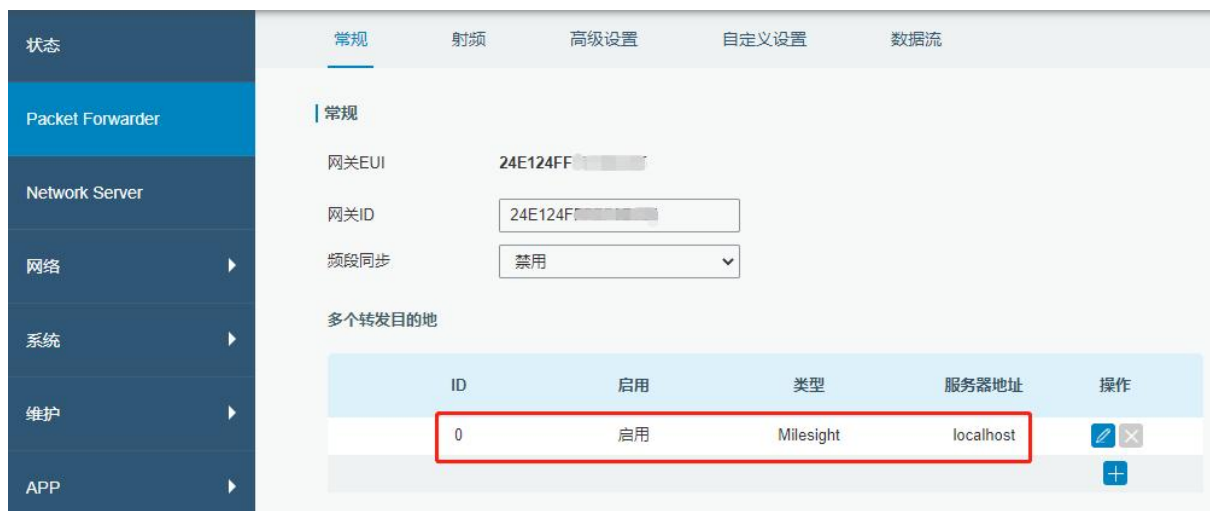 状态
Packet Forwarder
Network Server
网络
系统
维护
APP
常规 射频 高级设置 自定义设置 数据流
常规
网关EUI 24E124FF
网关ID 24E124F
频段同步 禁用
多个转发目的地
ID 启用 类型 服务器地址 操作
0 启用 Milesight localhost